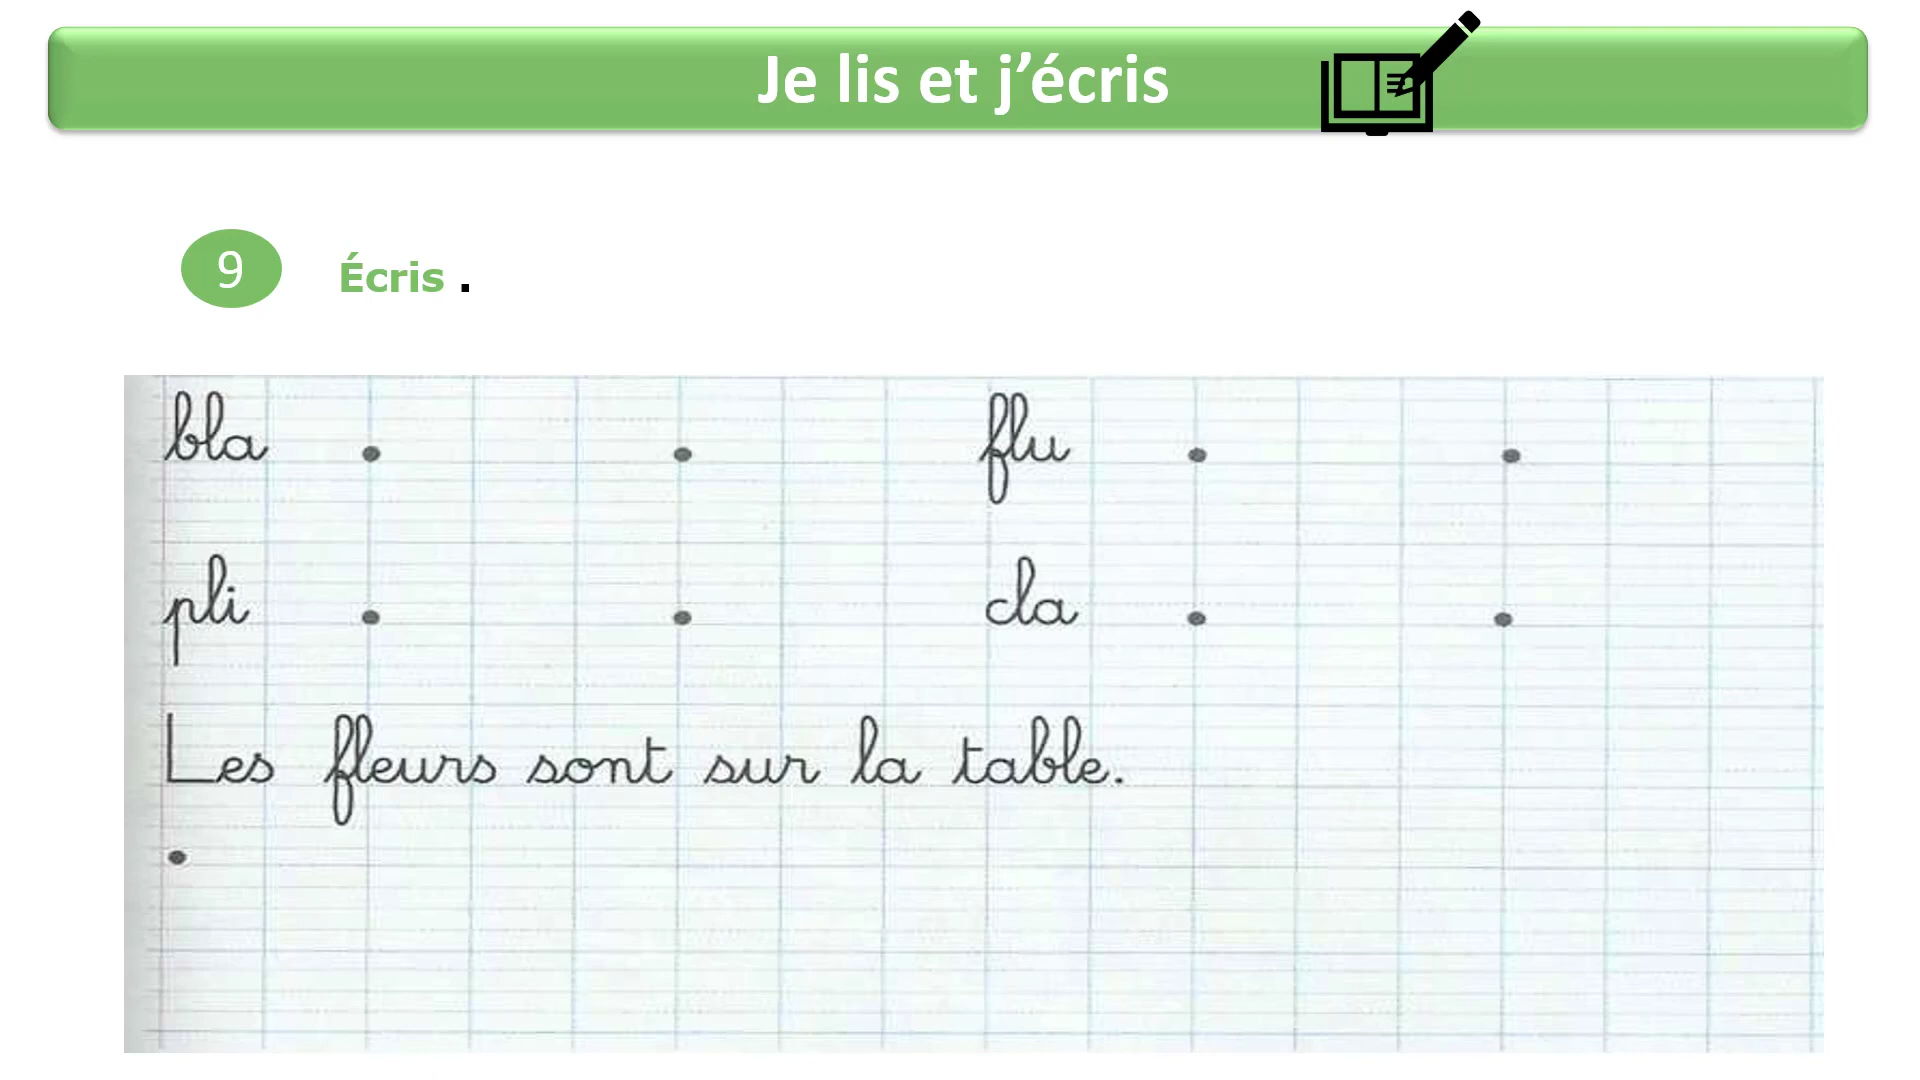 Je lis et j’écris
9 Écris .
bla flu
pli cla
Les fleurs sont sur la table.